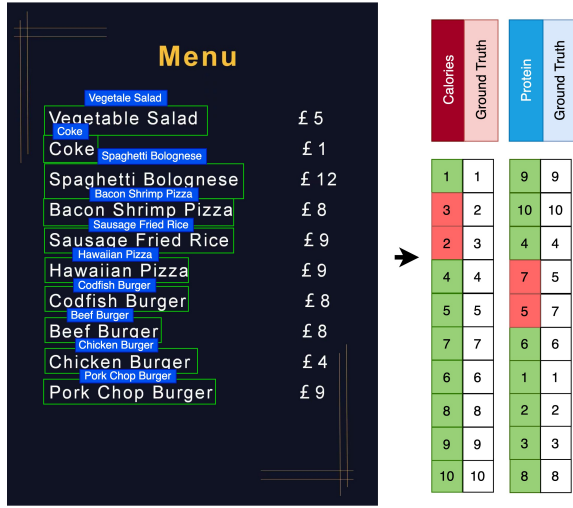 Menu
Vegetale Salad
Vegetable Salad £ 5
Coke
Coke £ 1
Spaghetti Bolognese
Spaghetti Bolognese £ 12
Bacon Shrimp Pizza
Bacon Shrimp Pizza £ 8
Sausage Fried Rice
Sausage Fried Rice £ 9
Hawaiian Pizza
Hawaiian Pizza £ 9
Codfish Burger
Codfish Burger £ 8
Beef Burger
Beef Burger £ 8
Chicken Burger
Chicken Burger £ 4
Pork Chop Burger
Pork Chop Burger £ 9
Calories Ground Truth Protein Ground Truth
1 1 9 9
3 2 10 10
2 3 4 4
4 4 7 5
5 5 5 7
7 7 6 6
6 6 1 1
8 8 2 2
9 9 3 3
10 10 8 8